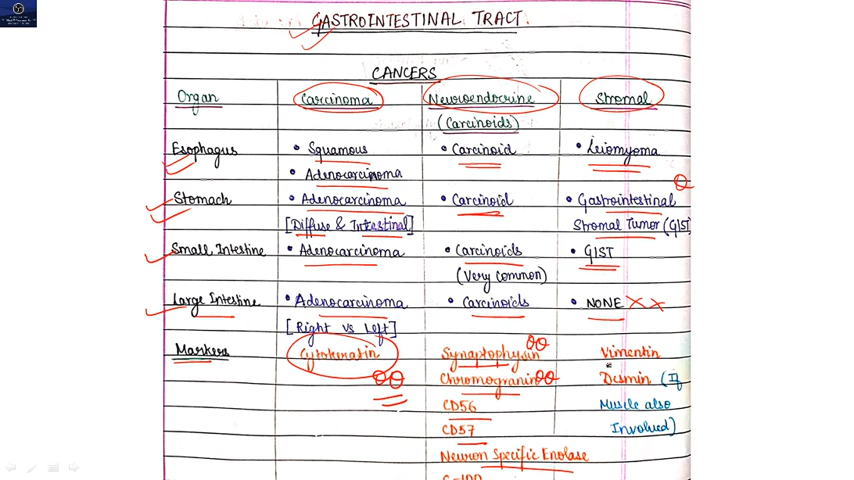 GASTROINTESTINAL TRACT
CANCERS
Organ Carcinoma Neuroendocrine Stromal
(Carcinoids)
Esophagus • Squamous • Carcinoid • Leiomyoma
• Adenocarcinoma
Stomach • Adenocarcinoma • Carcinoid • Gastrointestinal
[Diffuse & Intestinal] Stromal Tumor (GIST)
Small Intestine • Adenocarcinoma • Carcinoids • GIST
(Very Common)
Large Intestine • Adenocarcinoma • Carcinoids • NONE XX
[Right vs Left]
Markers Cytokeratin Synaptophysin Vimentin
Chromogranin Desmin (If
CD56 Muscle also
CD57 Involved)
Neuron Specific Enolase
S-100